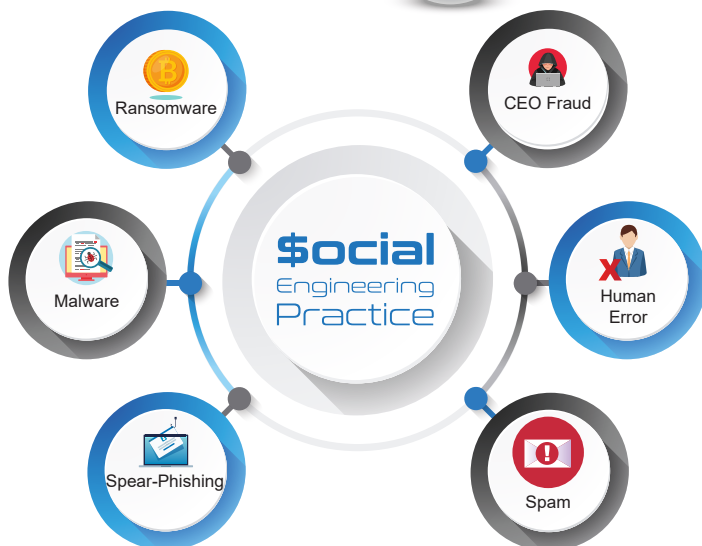 Ransomware
CEO Fraud
$ocial
Engineering
Practice
Malware
Human
Error
Spear-Phishing
Spam